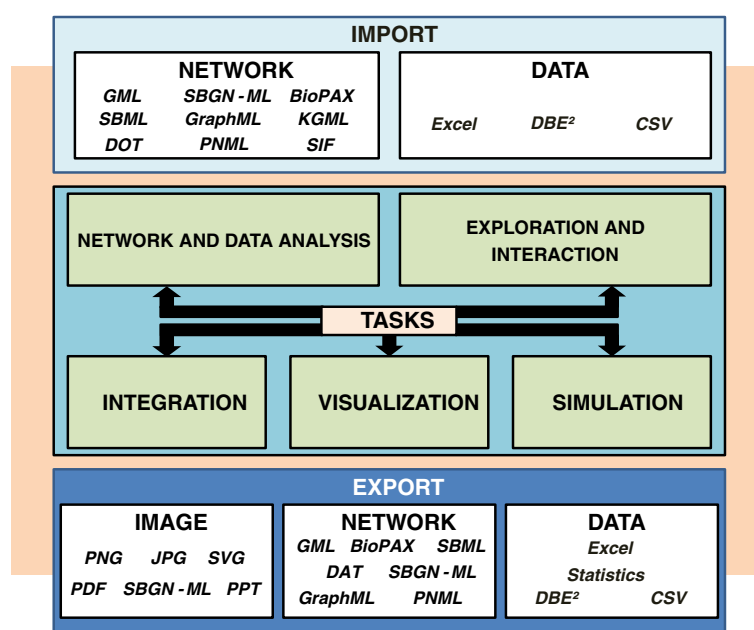 IMPORT
NETWORK
GML SBGN-ML BioPAX
SBML GraphML KGML
DOT PNML SIF
DATA
Excel DBE² CSV
NETWORK AND DATA ANALYSIS
EXPLORATION AND
INTERACTION
TASKS
INTEGRATION
VISUALIZATION
SIMULATION
EXPORT
IMAGE
PNG JPG SVG
PDF SBGN-ML PPT
NETWORK
GML BioPAX SBML
DAT SBGN-ML
GraphML PNML
DATA
Excel
Statistics
DBE² CSV